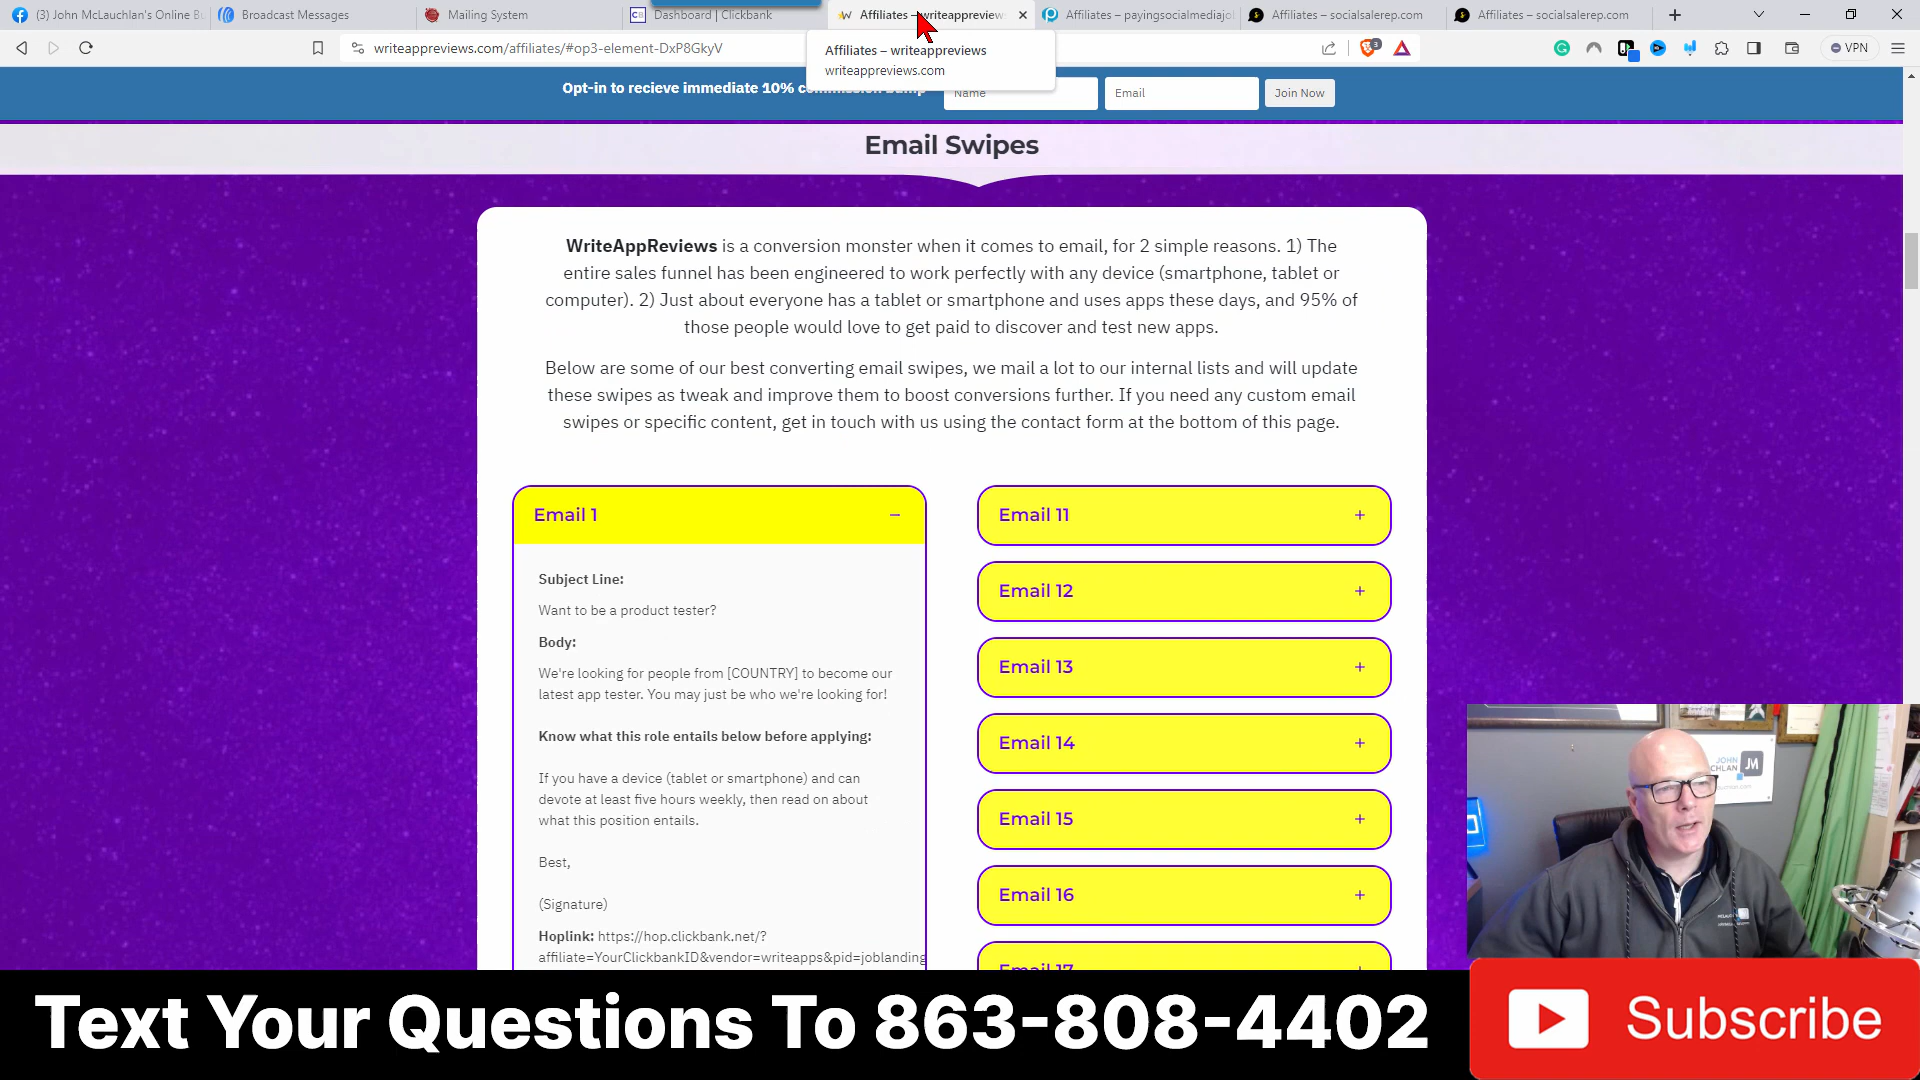 (3) John McLauchlan's Online Bu
Broadcast Messages
Mailing System
Dashboard | Clickbank
Affiliates – writeappreviews
Affiliates – payingsocialmediajo
Affiliates – socialsalerep.com
Affiliates – socialsalerep.com
writeappreviews.com/affiliates/#op3-element-DxP8GkyV
VPN
Affiliates – writeappreviews
writeappreviews.com
Opt-in to recieve immediate 10%
Name
Email
Join Now
Email Swipes
WriteAppReviews is a conversion monster when it comes to email, for 2 simple reasons. 1) The
entire sales funnel has been engineered to work perfectly with any device (smartphone, tablet or
computer). 2) Just about everyone has a tablet or smartphone and uses apps these days, and 95% of
those people would love to get paid to discover and test new apps.
Below are some of our best converting email swipes, we mail a lot to our internal lists and will update
these swipes as tweak and improve them to boost conversions further. If you need any custom email
swipes or specific content, get in touch with us using the contact form at the bottom of this page.
Email 1
Subject Line:
Want to be a product tester?
Body:
We're looking for people from [COUNTRY] to become our
latest app tester. You may just be who we're looking for!
Know what this role entails below before applying:
If you have a device (tablet or smartphone) and can
devote at least five hours weekly, then read on about
what this position entails.
Best,
(Signature)
Hoplink: https://hop.clickbank.net/?
affiliate=YourClickbankID&vendor=writeapps&pid=joblanding
Email 11
Email 12
Email 13
Email 14
Email 15
Email 16
Email 17
JOHN
CHLAN
JM
Text Your Questions To 863-808-4402
Subscribe